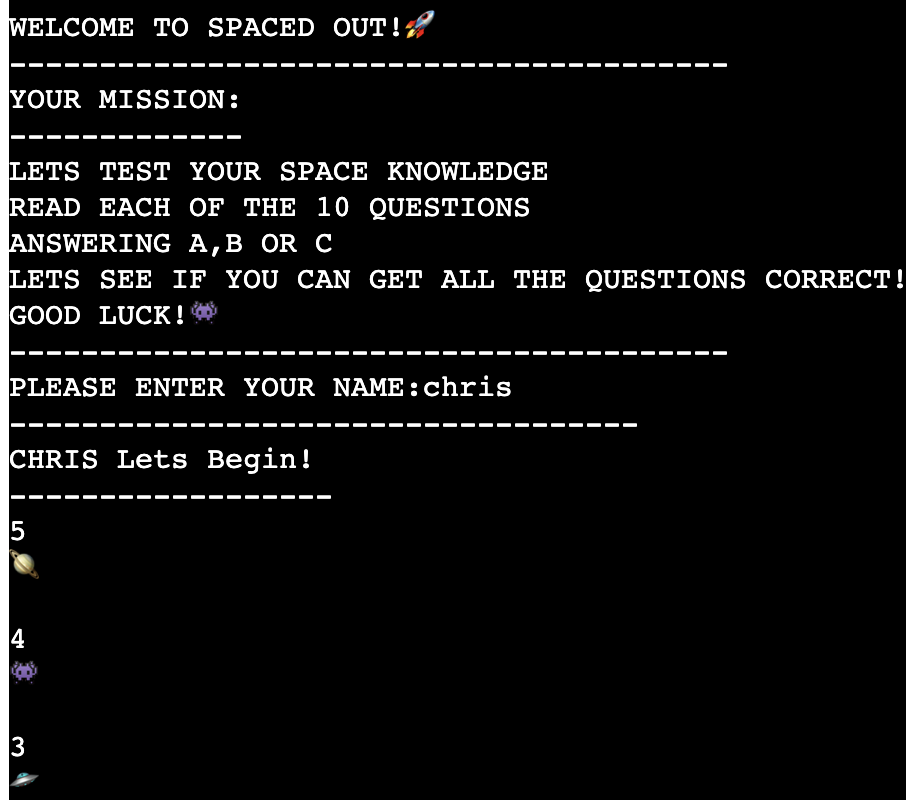 WELCOME TO SPACED OUT!🚀
----------------------------------------
YOUR MISSION:
-------------
LETS TEST YOUR SPACE KNOWLEDGE
READ EACH OF THE 10 QUESTIONS
ANSWERING A,B OR C
LETS SEE IF YOU CAN GET ALL THE QUESTIONS CORRECT!
GOOD LUCK!👾
----------------------------------------
PLEASE ENTER YOUR NAME:chris
-----------------------------------
CHRIS Lets Begin!
------------------
5
🪐
4
👾
3
🛸